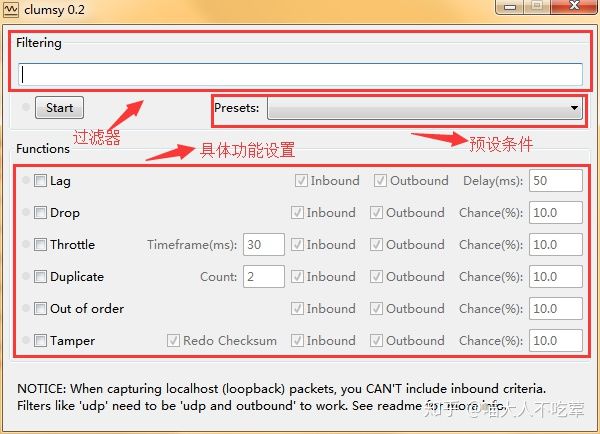 clumsy 0.2
Filtering
Start
Presets:
过滤器
预设条件
Functions
具体功能设置
Lag Inbound Outbound Delay(ms): 50
Drop Inbound Outbound Chance(%): 10.0
Throttle Timeframe(ms): 30 Inbound Outbound Chance(%): 10.0
Duplicate Count: 2 Inbound Outbound Chance(%): 10.0
Out of order Inbound Outbound Chance(%): 10.0
Tamper Redo Checksum Inbound Outbound Chance(%): 10.0
NOTICE: When capturing localhost (loopback) packets, you CAN'T include inbound criteria.
Filters like 'udp' need to be 'udp and outbound' to work. See readme for more info.
知乎 @喵大人不吃荤